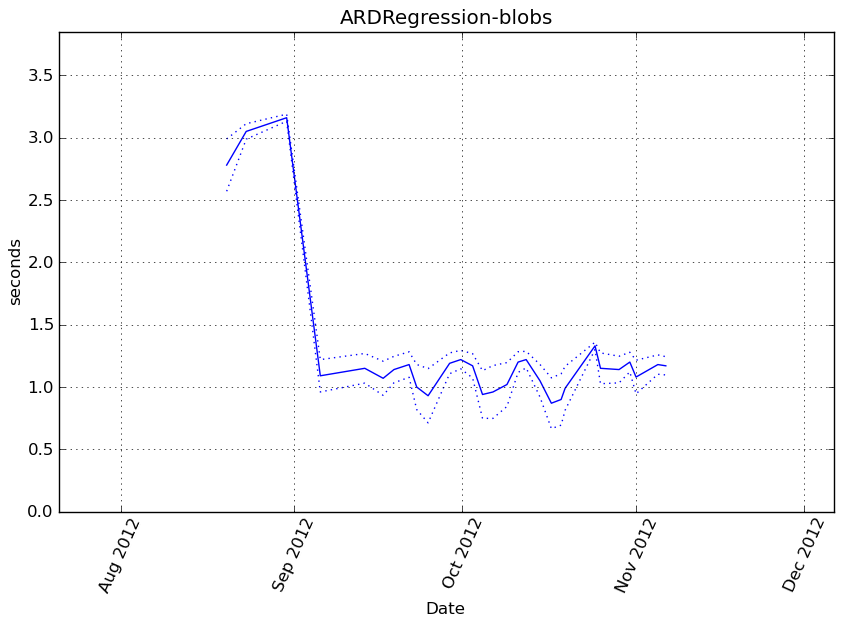 ARDRegression-blobs
3.5
3.0
2.5
2.0
1.5
1.0
0.5
0.0
seconds
Aug 2012
Sep 2012
Oct 2012
Nov 2012
Dec 2012
Date